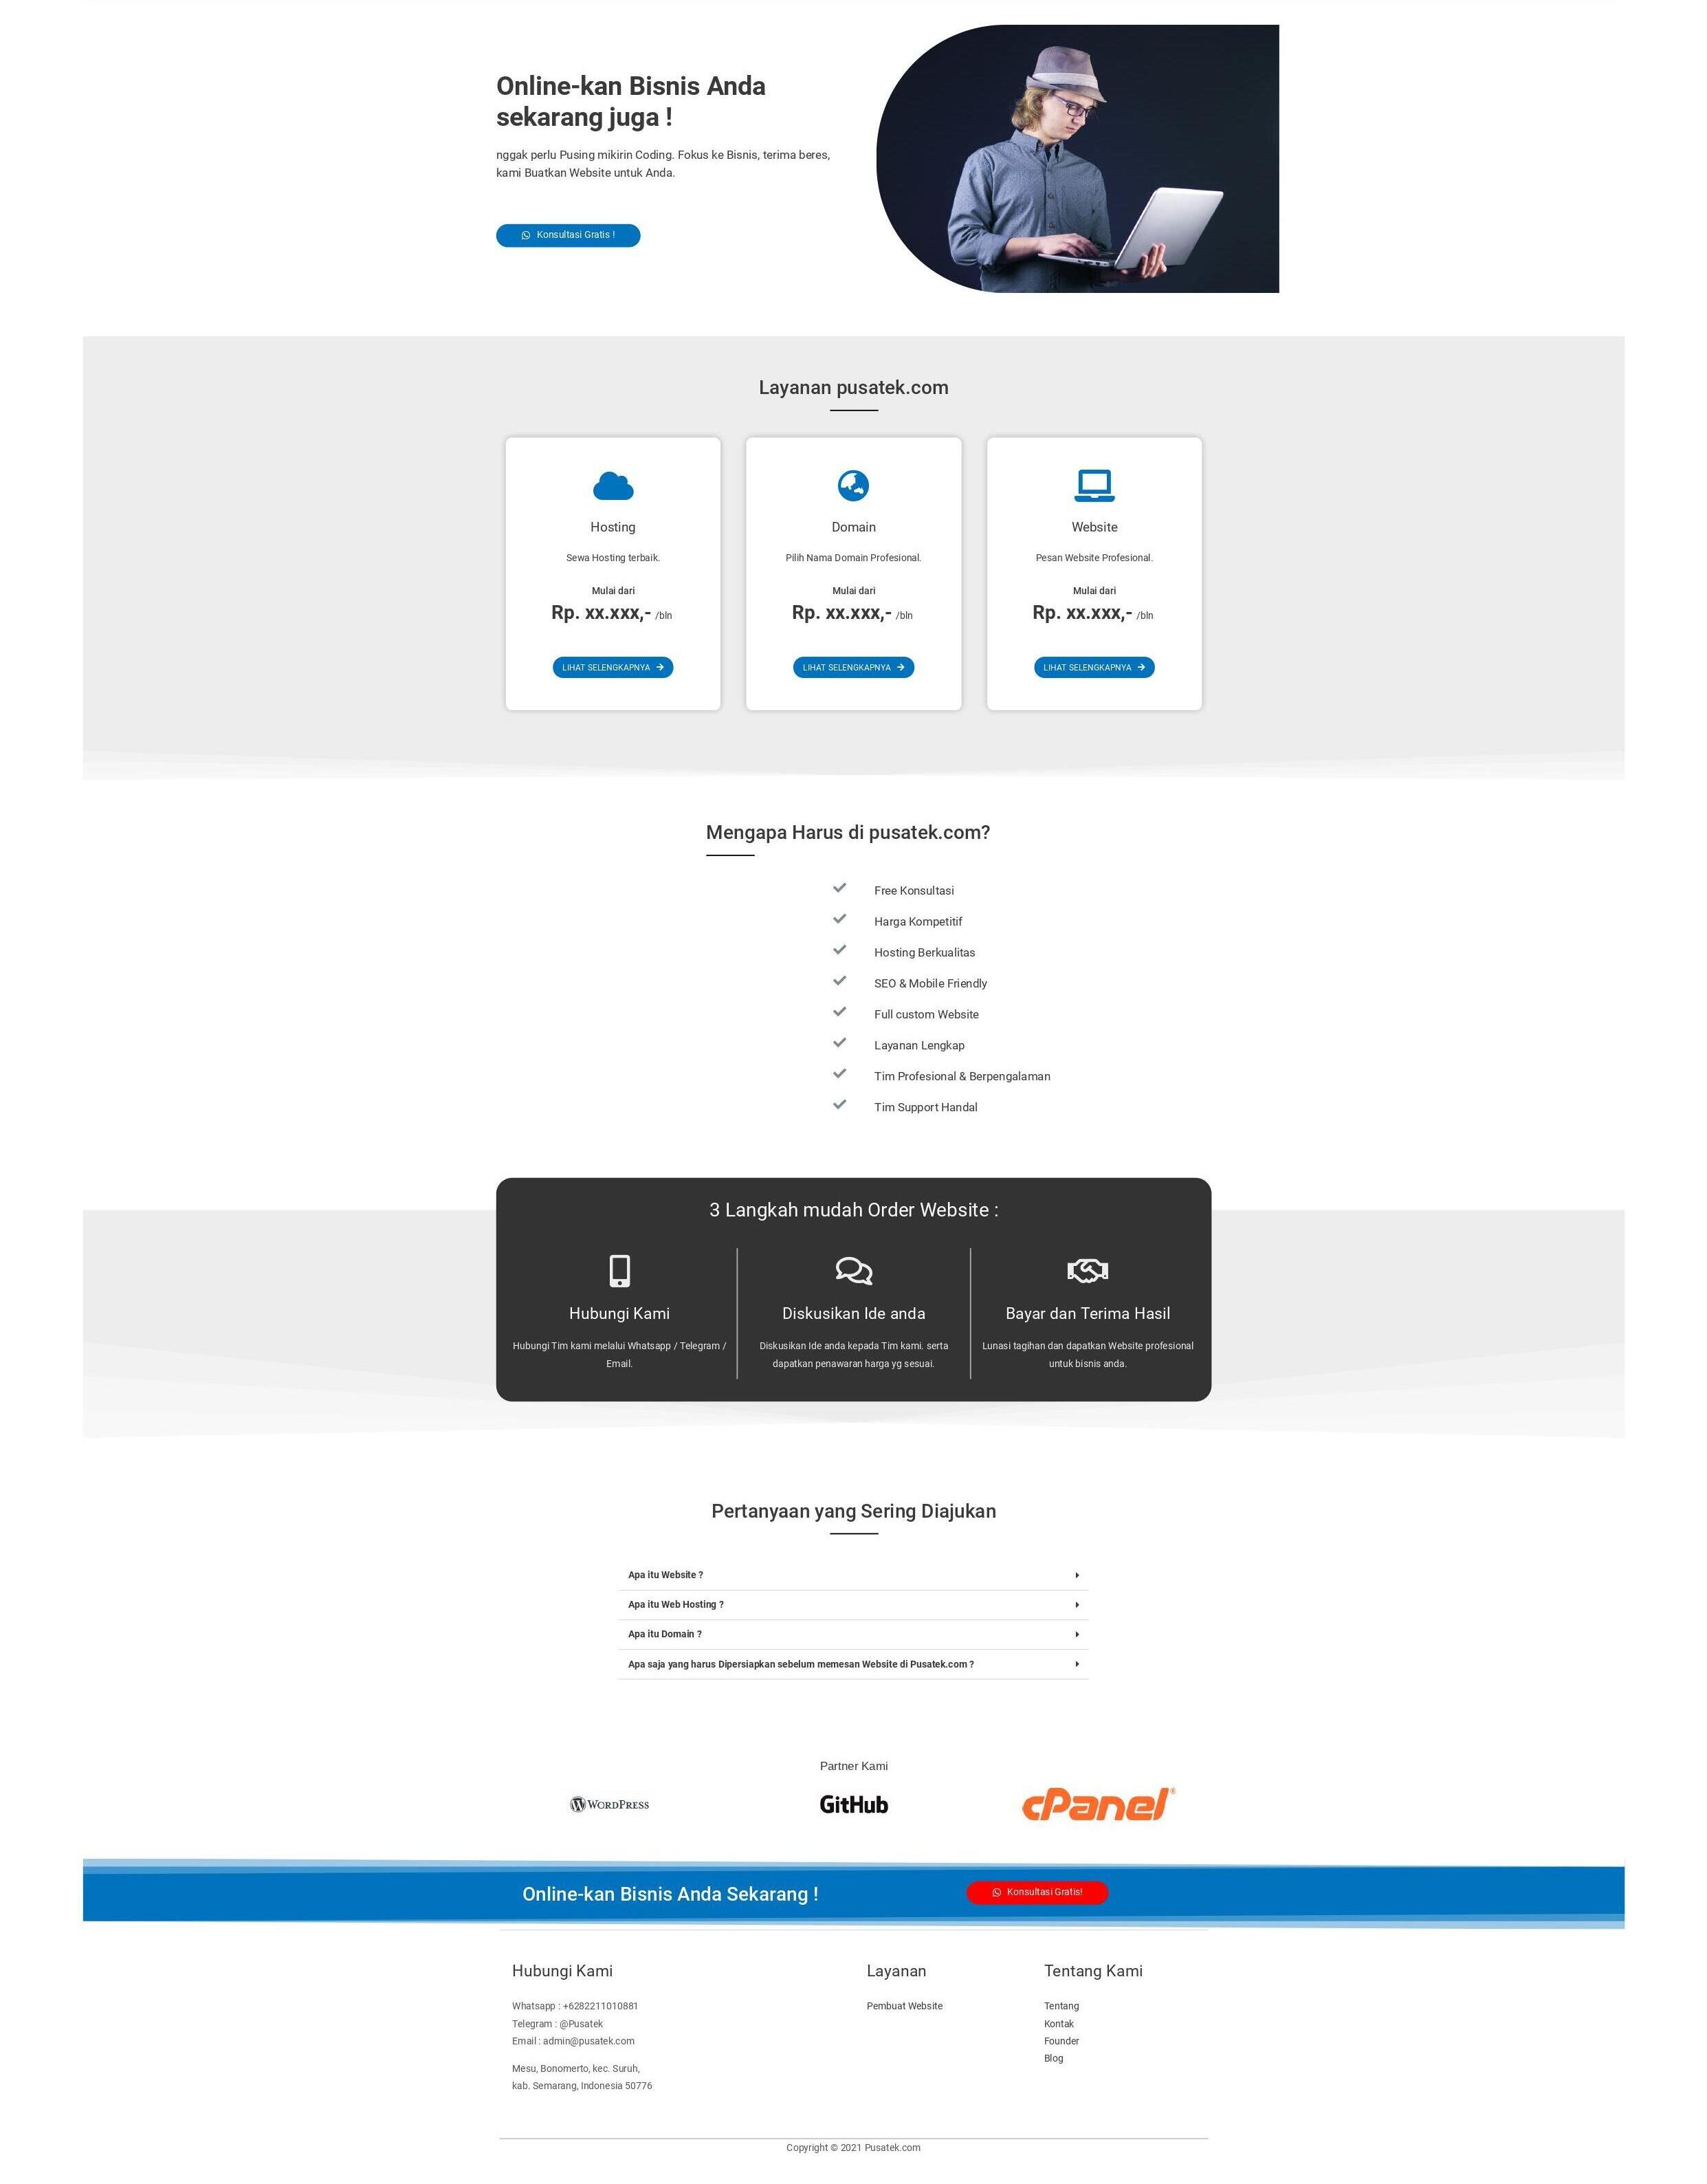 Online-kan Bisnis Anda
sekarang juga !
nggak perlu Pusing mikirin Coding. Fokus ke Bisnis, terima beres,
kami Buatkan Website untuk Anda.
Konsultasi Gratis !
Layanan pusatek.com
Hosting
Sewa Hosting terbaik.
Mulai dari
Rp. xx.xxx,- /bln
LIHAT SELENGKAPNYA
Domain
Pilih Nama Domain Profesional.
Mulai dari
Rp. xx.xxx,- /bln
LIHAT SELENGKAPNYA
Website
Pesan Website Profesional.
Mulai dari
Rp. xx.xxx,- /bln
LIHAT SELENGKAPNYA
Mengapa Harus di pusatek.com?
Free Konsultasi
Harga Kompetitif
Hosting Berkualitas
SEO & Mobile Friendly
Full custom Website
Layanan Lengkap
Tim Profesional & Berpengalaman
Tim Support Handal
3 Langkah mudah Order Website :
Hubungi Kami
Hubungi Tim kami melalui Whatsapp / Telegram /
Email.
Diskusikan Ide anda
Diskusikan Ide anda kepada Tim kami. serta
dapatkan penawaran harga yg sesuai.
Bayar dan Terima Hasil
Lunasi tagihan dan dapatkan Website profesional
untuk bisnis anda.
Pertanyaan yang Sering Diajukan
Apa itu Website ?
Apa itu Web Hosting ?
Apa itu Domain ?
Apa saja yang harus Dipersiapkan sebelum memesan Website di Pusatek.com ?
Partner Kami
WORDPRESS
GitHub
cPanel®
Online-kan Bisnis Anda Sekarang !
Konsultasi Gratis!
Hubungi Kami
Whatsapp : +6282211010881
Telegram : @Pusatek
Email : admin@pusatek.com
Mesu, Bonomerto, kec. Suruh,
kab. Semarang, Indonesia 50776
Layanan
Pembuat Website
Tentang Kami
Tentang
Kontak
Founder
Blog
Copyright © 2021 Pusatek.com